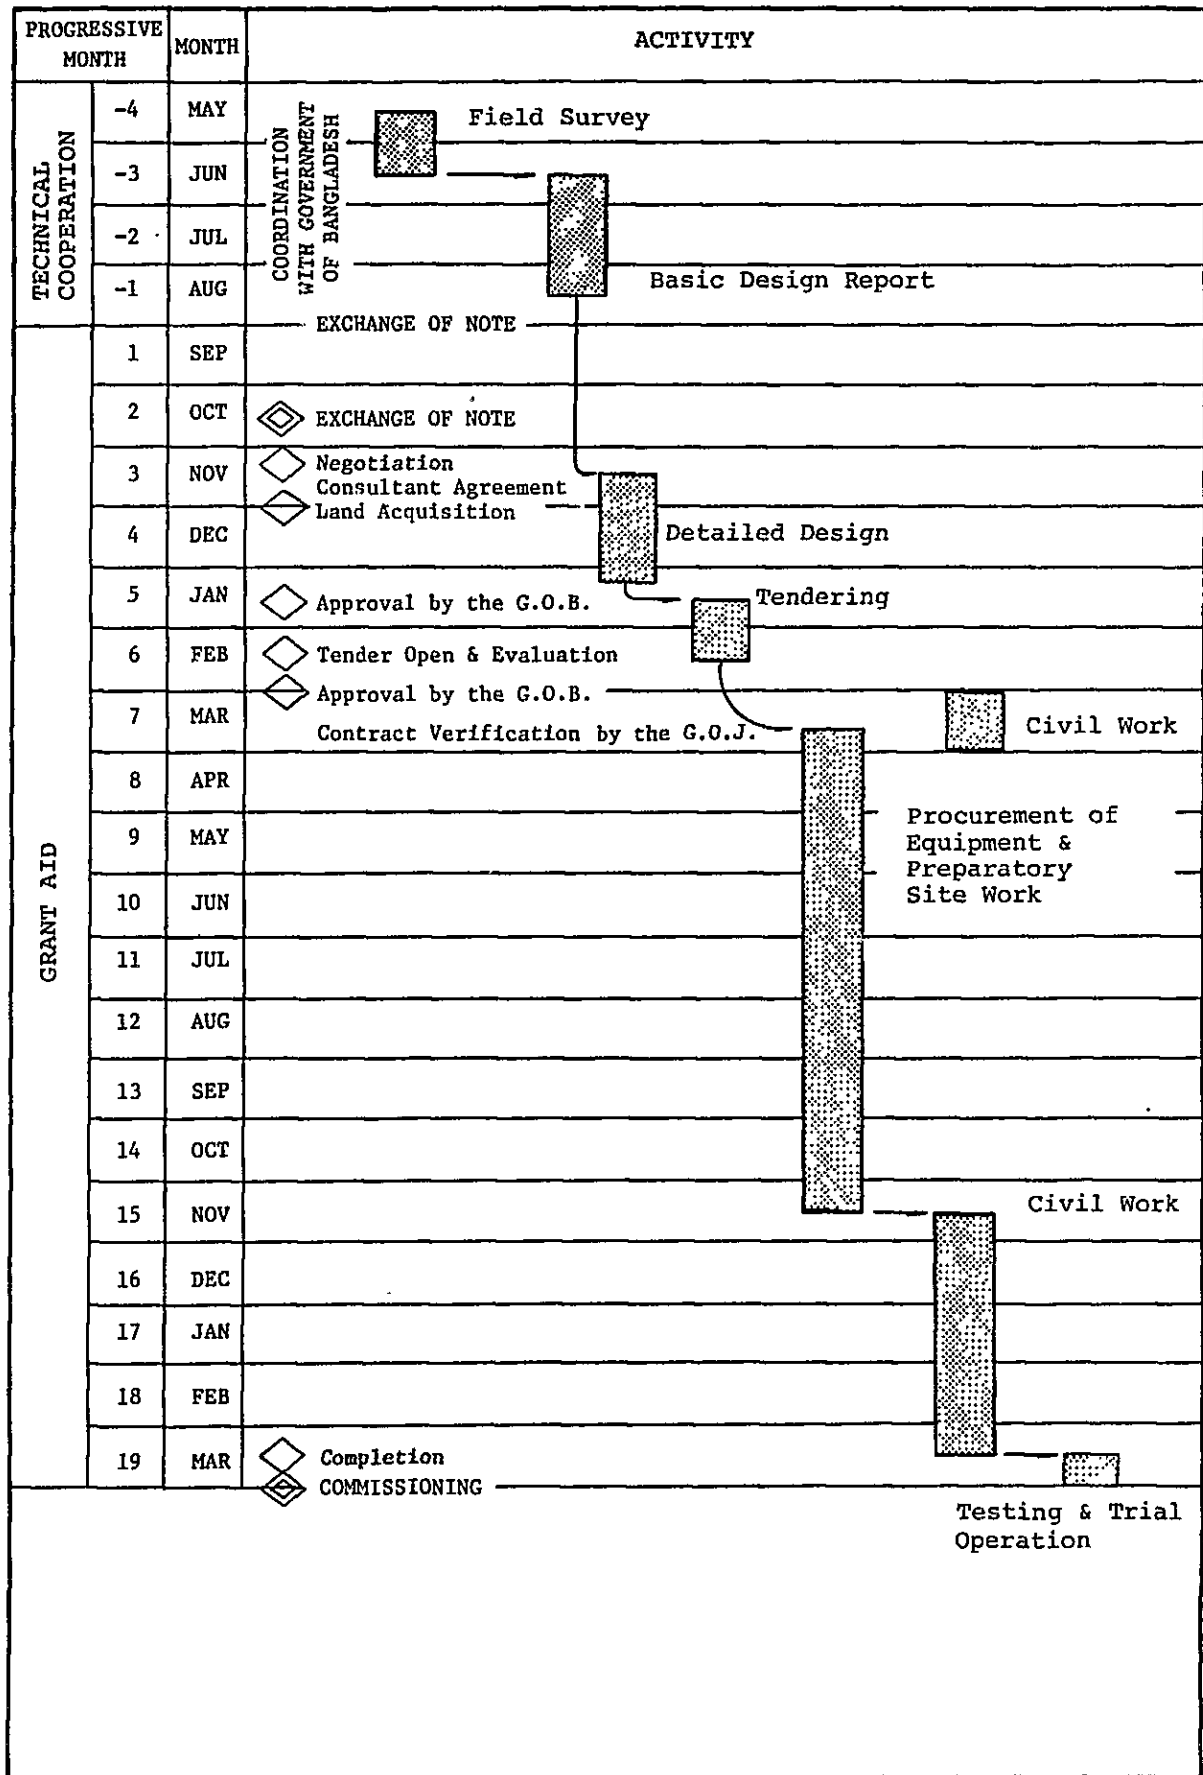 PROGRESSIVE MONTH
MONTH
ACTIVITY
TECHNICAL COOPERATION
COORDINATION WITH GOVERNMENT OF BANGLADESH
-4 MAY
Field Survey
-3 JUN
-2 JUL
-1 AUG
Basic Design Report
EXCHANGE OF NOTE
GRANT AID
1 SEP
2 OCT
EXCHANGE OF NOTE
3 NOV
Negotiation
Consultant Agreement
Land Acquisition
4 DEC
Detailed Design
5 JAN
Approval by the G.O.B.
Tendering
6 FEB
Tender Open & Evaluation
Approval by the G.O.B.
7 MAR
Contract Verification by the G.O.J.
Civil Work
8 APR
9 MAY
10 JUN
Procurement of
Equipment &
Preparatory
Site Work
11 JUL
12 AUG
13 SEP
14 OCT
15 NOV
Civil Work
16 DEC
17 JAN
18 FEB
19 MAR
Completion
COMMISSIONING
Testing & Trial
Operation